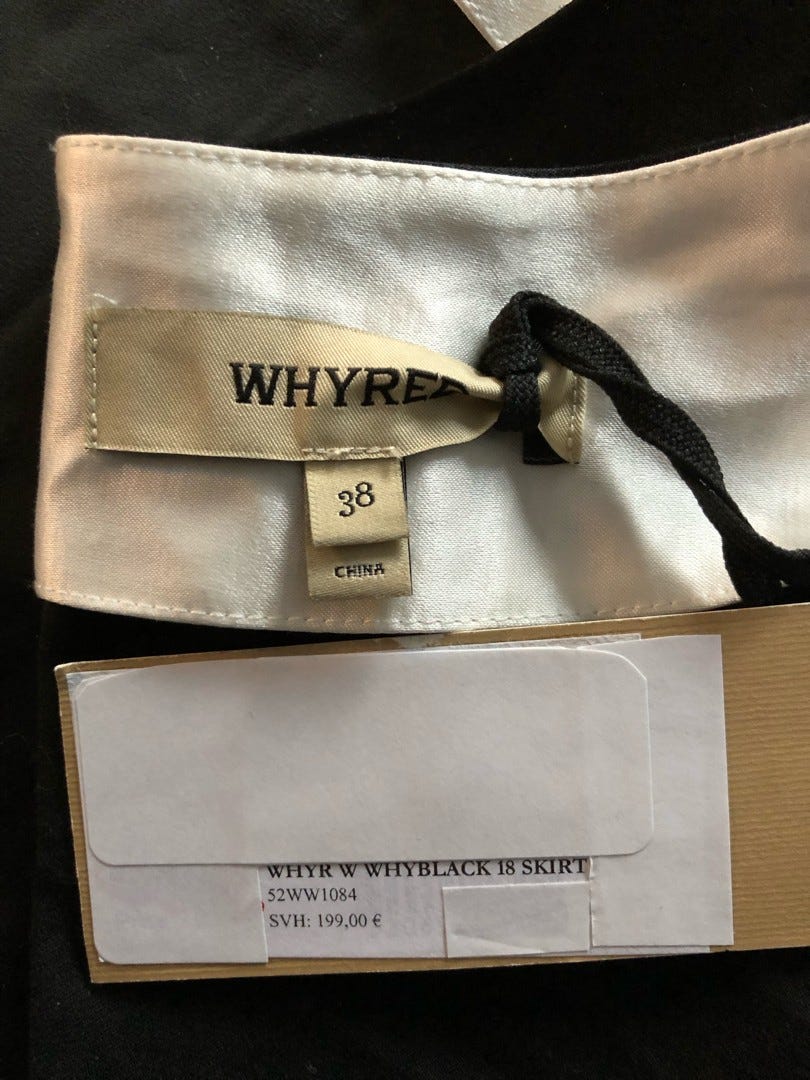 WHYRE
38
CHINA
WHYR W WHYBLACK 18 SKIRT
52WW1084
SVH: 199,00 €